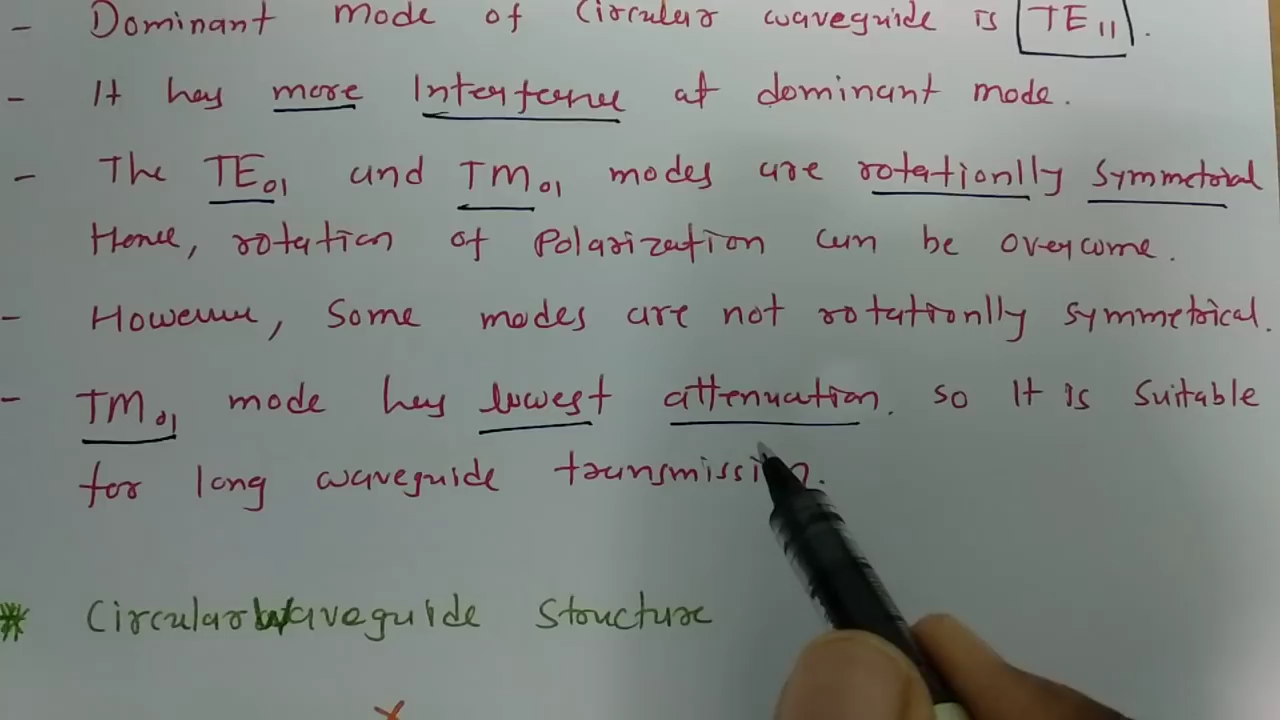 - Dominant mode of Circular waveguide is TE11.
- It has more Interference at dominant mode.
- The TE01 and TM01 modes are rotationlly symmetrical
Hence, rotation of Polarization can be overcome.
- However, Some modes are not rotationlly symmetrical.
- TM01 mode has lowest attenuation. so It is suitable
for long waveguide transmission.
* Circular Waveguide Structure